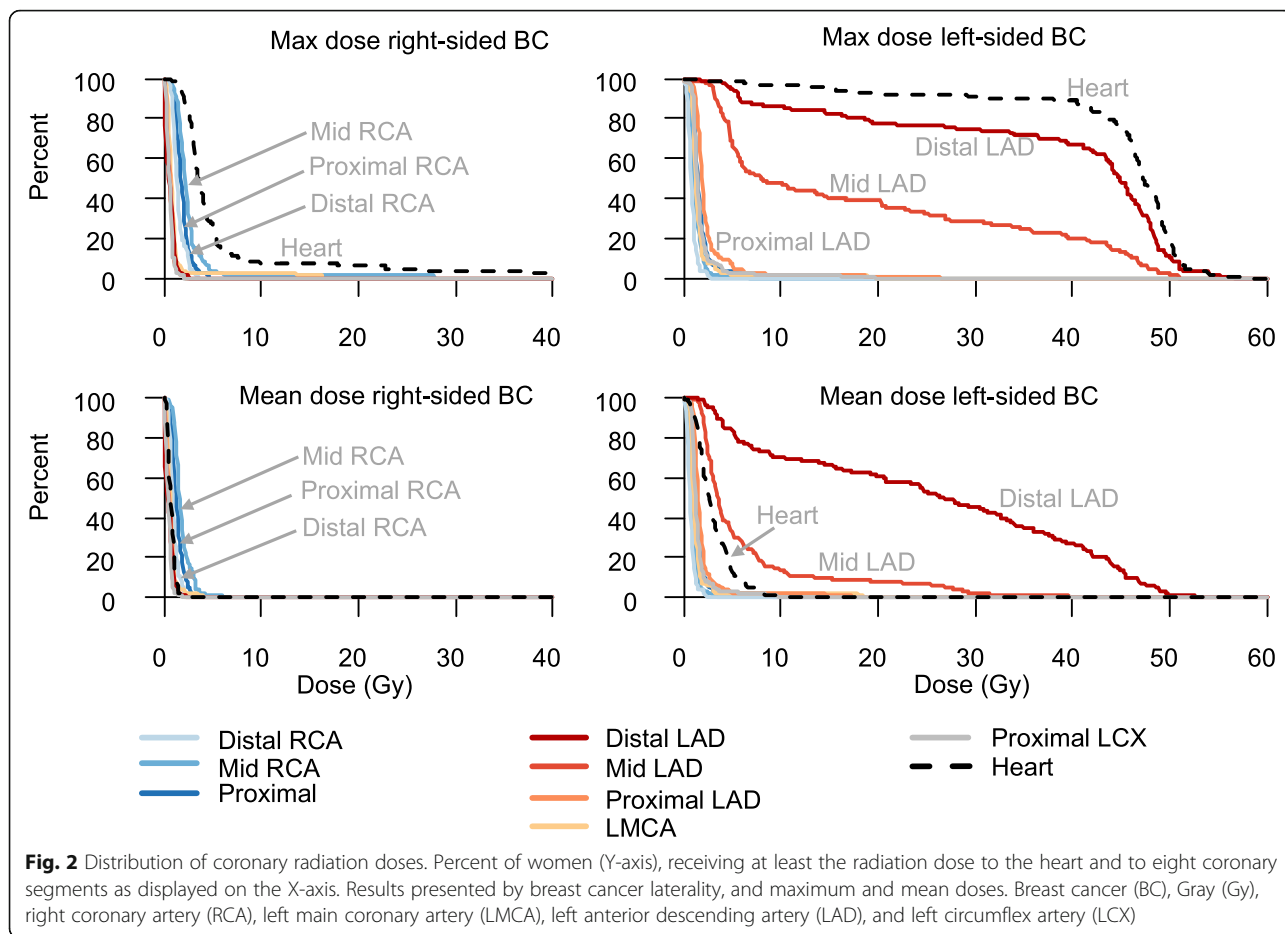 Max dose right-sided BC
Max dose left-sided BC
Percent
100
80
60
40
20
0
Mid RCA
Proximal RCA
Distal RCA
Heart
0 10 20 30 40
100
80
60
40
20
0
Heart
Distal LAD
Mid LAD
Proximal LAD
0 10 20 30 40 50 60
Mean dose right-sided BC
Mean dose left-sided BC
Percent
100
80
60
40
20
0
Mid RCA
Proximal RCA
Distal RCA
0 10 20 30 40
Dose (Gy)
100
80
60
40
20
0
Distal LAD
Heart
Mid LAD
0 10 20 30 40 50 60
Dose (Gy)
Distal RCA
Mid RCA
Proximal
Distal LAD
Mid LAD
Proximal LAD
LMCA
Proximal LCX
Heart
Fig. 2 Distribution of coronary radiation doses. Percent of women (Y-axis), receiving at least the radiation dose to the heart and to eight coronary
segments as displayed on the X-axis. Results presented by breast cancer laterality, and maximum and mean doses. Breast cancer (BC), Gray (Gy),
right coronary artery (RCA), left main coronary artery (LMCA), left anterior descending artery (LAD), and left circumflex artery (LCX)